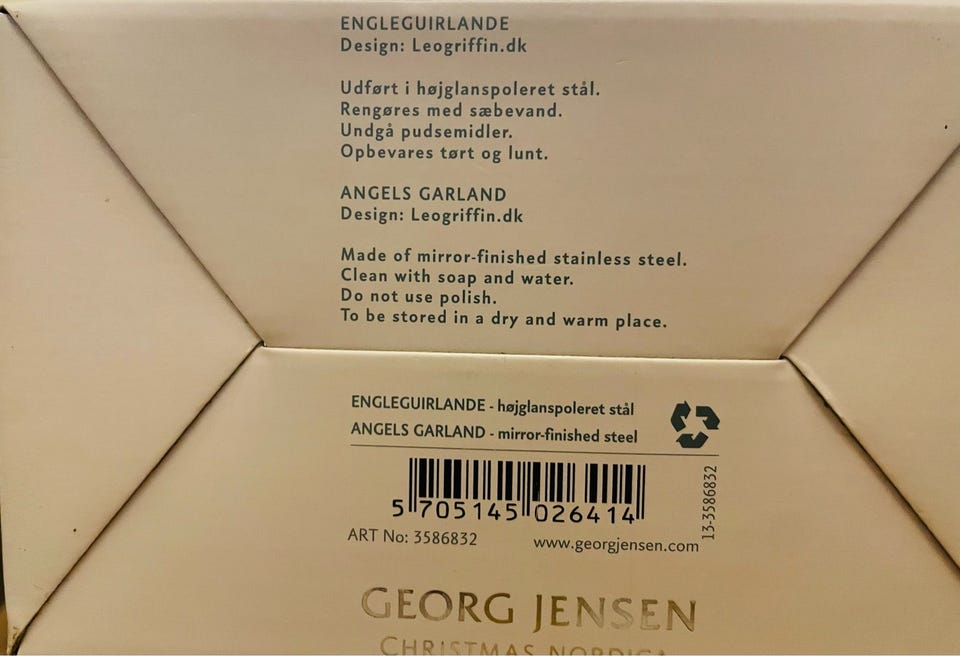 ENGLEGUIRLANDE
Design: Leogriffin.dk
Udført i højglanspoleret stål.
Rengøres med sæbevand.
Undgå pudsemidler.
Opbevares tørt og lunt.
ANGELS GARLAND
Design: Leogriffin.dk
Made of mirror-finished stainless steel.
Clean with soap and water.
Do not use polish.
To be stored in a dry and warm place.
ENGLEGUIRLANDE - højglanspoleret stål
ANGELS GARLAND - mirror-finished steel
5 705145 026414
13-3586832
ART No: 3586832
www.georgjensen.com
GEORG JENSEN
CHRISTMAS NORDICA